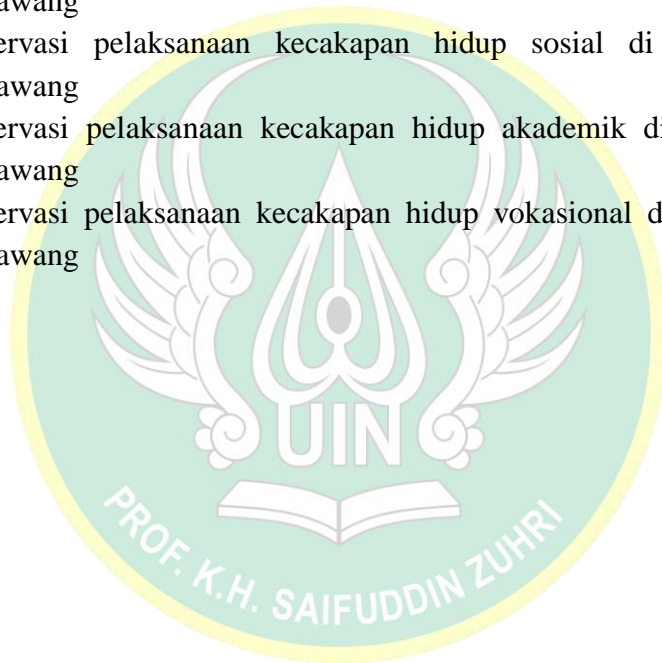 awang
ervasi pelaksanaan kecakapan hidup sosial di
awang
ervasi pelaksanaan kecakapan hidup akademik di
awang
ervasi pelaksanaan kecakapan hidup vokasional d
awang
UIN
PROF. K.H. SAIFUDDIN ZUHRI